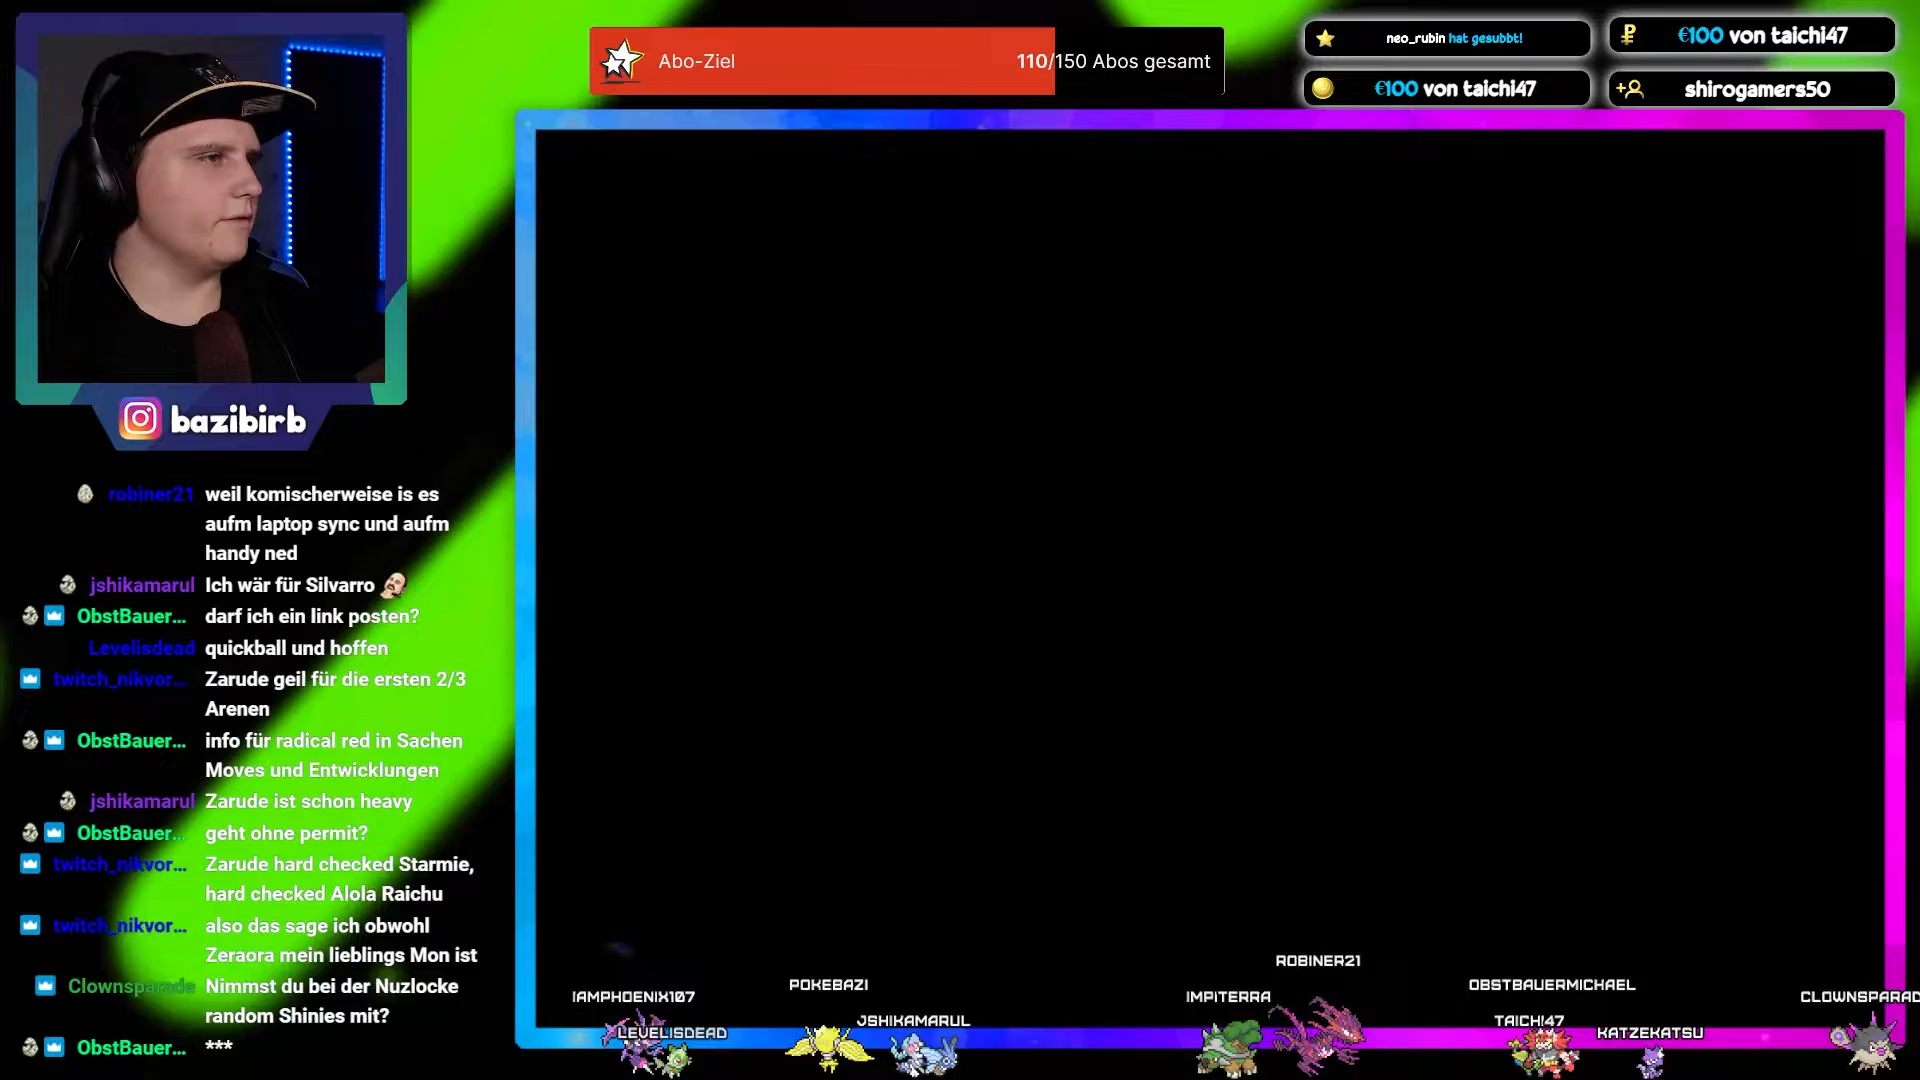 Abo-Ziel
110/150 Abos gesamt
neo_rubin hat gesubbt!
€100 von taichi47
€100 von taichi47
shirogamers50
bazibirb
robiner21 weil komischerweise is es
aufm laptop sync und aufm
handy ned
jshikamarul Ich wär für Silvarro
ObstBauer... darf ich ein link posten?
Levelisdead quickball und hoffen
twitch_nikvor... Zarude geil für die ersten 2/3
Arenen
ObstBauer... info für radical red in Sachen
Moves und Entwicklungen
jshikamarul Zarude ist schon heavy
ObstBauer... geht ohne permit?
twitch_nikvor... Zarude hard checked Starmie,
hard checked Alola Raichu
twitch_nikvor... also das sage ich obwohl
Zeraora mein lieblings Mon ist
Clownsparade Nimmst du bei der Nuzlocke
random Shinies mit?
ObstBauer... ***
ROBINER21
POKEBAZI
OBSTBAUERMICHAEL
IAMPHOENIX107
IMPITERRA
CLOWNSPARAD
JSHIKAMARUL
TAICHI47
LEVELISDEAD
KATZEKATSU